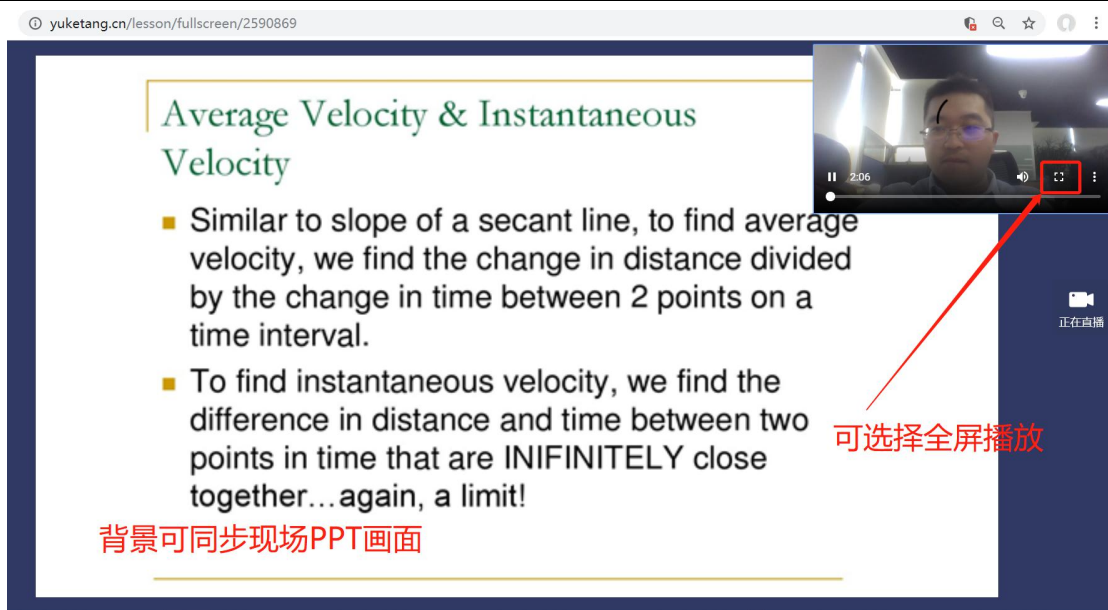 yuketang.cn/lesson/fullscreen/2590869
Average Velocity & Instantaneous
Velocity
2:06
Similar to slope of a secant line, to find average
velocity, we find the change in distance divided
by the change in time between 2 points on a
time interval.
正在直播
To find instantaneous velocity, we find the
difference in distance and time between two
points in time that are INIFINITELY close
together…again, a limit!
可选择全屏播放
背景可同步现场PPT画面